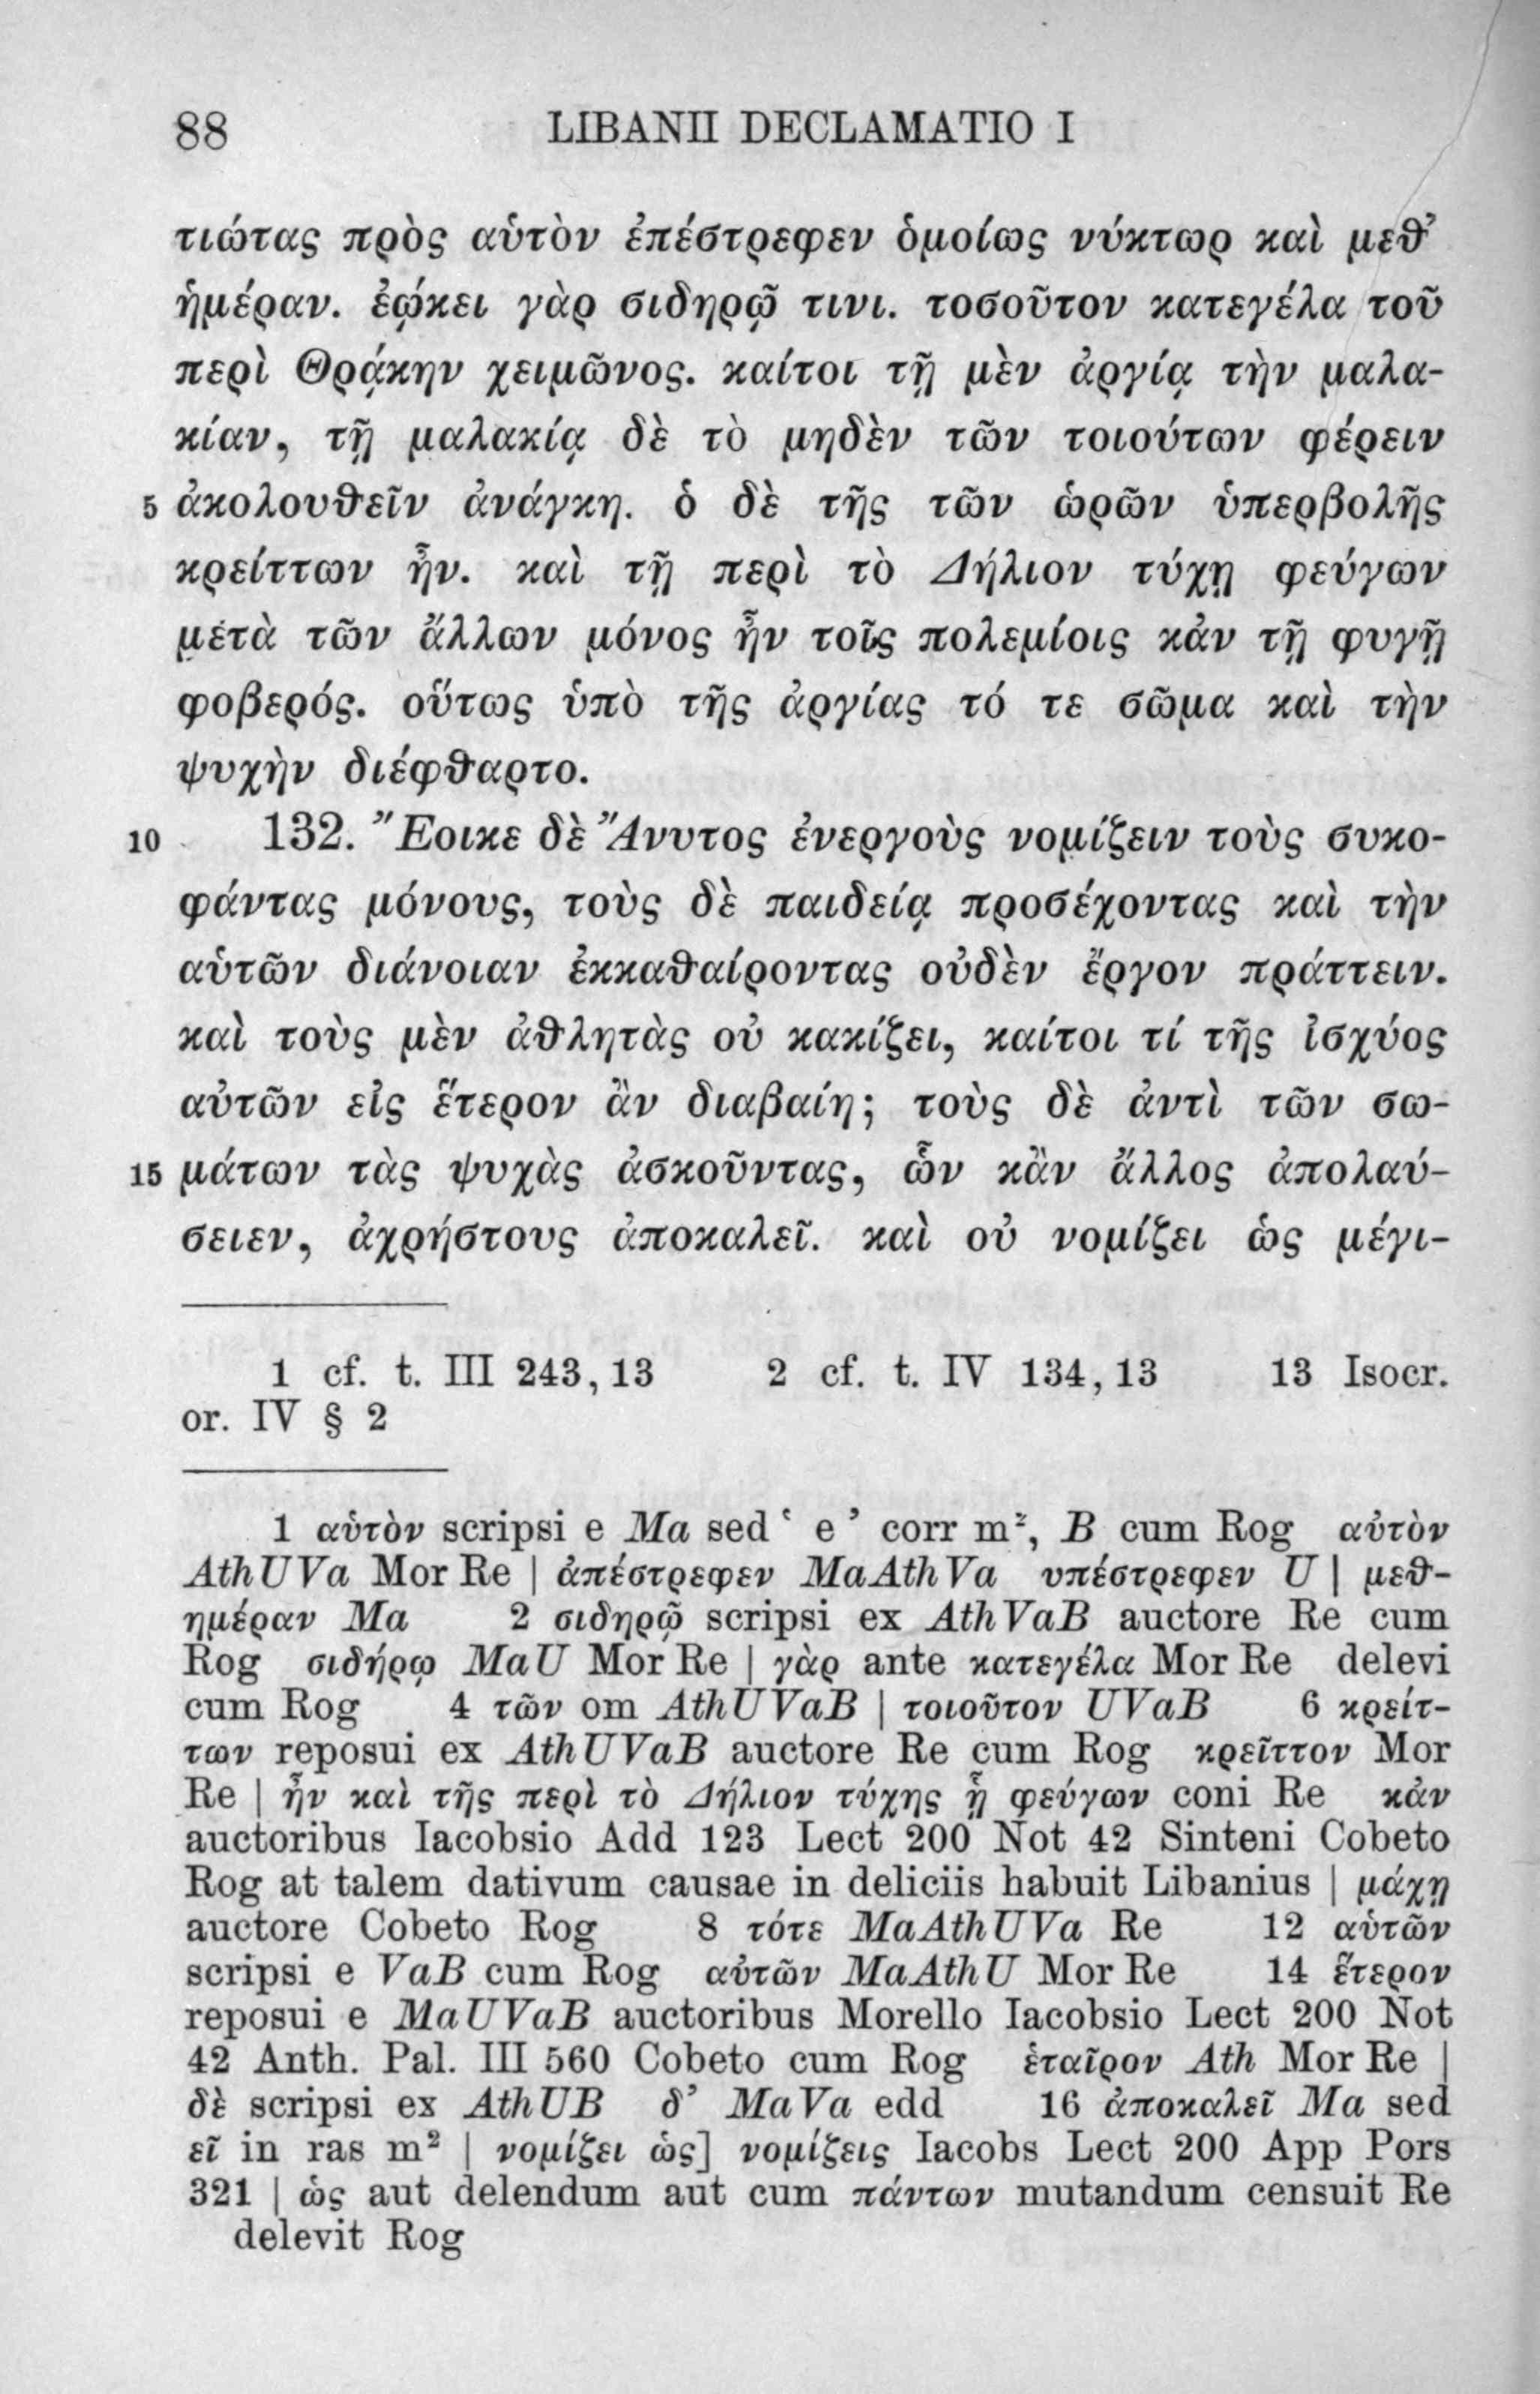 88 LIBANII DECLAMATIO I
τιώτας πρὸς αὑτὸν ἐπέστρεφεν ὁμοίως νύκτωρ καὶ μεθ’
ἡμέραν. ἐῴκει γὰρ σιδηρῷ τινι. τοσοῦτον κατεγέλα τοῦ
περὶ Θρᾴκην χειμῶνος. καίτοι τῇ μὲν ἀργίᾳ τὴν μαλα-
κίαν, τῇ μαλακίᾳ δὲ τὸ μηδὲν τῶν τοιούτων φέρειν
5 ἀκολουθεῖν ἀνάγκη. ὁ δὲ τῆς τῶν ὡρῶν ὑπερβολῆς
κρείττων ἦν. καὶ τῇ περὶ τὸ Δήλιον τύχῃ φεύγων
μετὰ τῶν ἄλλων μόνος ἦν τοῖς πολεμίοις κἀν τῇ φυγῇ
φοβερός. οὕτως ὑπὸ τῆς ἀργίας τό τε σῶμα καὶ τὴν
ψυχὴν διέφθαρτο.
10 132. Ἔοικε δὲ Ἄνυτος ἐνεργοὺς νομίζειν τοὺς συκο-
φάντας μόνους, τοὺς δὲ παιδείᾳ προσέχοντας καὶ τὴν
αὑτῶν διάνοιαν ἐκκαθαίροντας οὐδὲν ἔργον πράττειν.
καὶ τοὺς μὲν ἀθλητὰς οὐ κακίζει, καίτοι τί τῆς ἰσχύος
αὐτῶν εἰς ἕτερον ἂν διαβαίη; τοὺς δὲ ἀντὶ τῶν σω-
15 μάτων τὰς ψυχὰς ἀσκοῦντας, ὧν κἂν ἄλλος ἀπολαύ-
σειεν, ἀχρήστους ἀποκαλεῖ. καὶ οὐ νομίζει ὡς μέγι-
1 cf. t. III 243,13 2 cf. t. IV 134,13 13 Isocr.
or. IV § 2
1 αὑτὸν scripsi e Ma sed ‘ e ’ corr m², B cum Rog αὐτὸν
AthUVa Mor Re | ἀπέστρεφεν MaAthVa υπέστρεφεν U | μεθ-
ημέραν Ma 2 σιδηρῷ scripsi ex AthVaB auctore Re cum
Rog σιδήρῳ MaU Mor Re | γὰρ ante κατεγέλα Mor Re delevi
cum Rog 4 τῶν om AthUVaB | τοιοῦτον UVaB 6 κρείτ-
των reposui ex AthUVaB auctore Re cum Rog κρεῖττον Mor
Re | ἦν καὶ τῆς περὶ τὸ Δήλιον τύχης ᾗ φεύγων coni Re κἀν
auctoribus Iacobsio Add 123 Lect 200 Not 42 Sinteni Cobeto
Rog at talem dativum causae in deliciis habuit Libanius | μάχῃ
auctore Cobeto Rog 8 τότε MaAthUVa Re 12 αὑτῶν
scripsi e VaB cum Rog αὐτῶν MaAthU Mor Re 14 ἕτερον
reposui e MaUVaB auctoribus Morello Iacobsio Lect 200 Not
42 Anth. Pal. III 560 Cobeto cum Rog ἑταῖρον Ath Mor Re |
δὲ scripsi ex AthUB δ’ MaVa edd 16 ἀποκαλεῖ Ma sed
εῖ in ras m² | νομίζει ὡς] νομίζεις Iacobs Lect 200 App Pors
321 | ὡς aut delendum aut cum πάντων mutandum censuit Re
delevit Rog